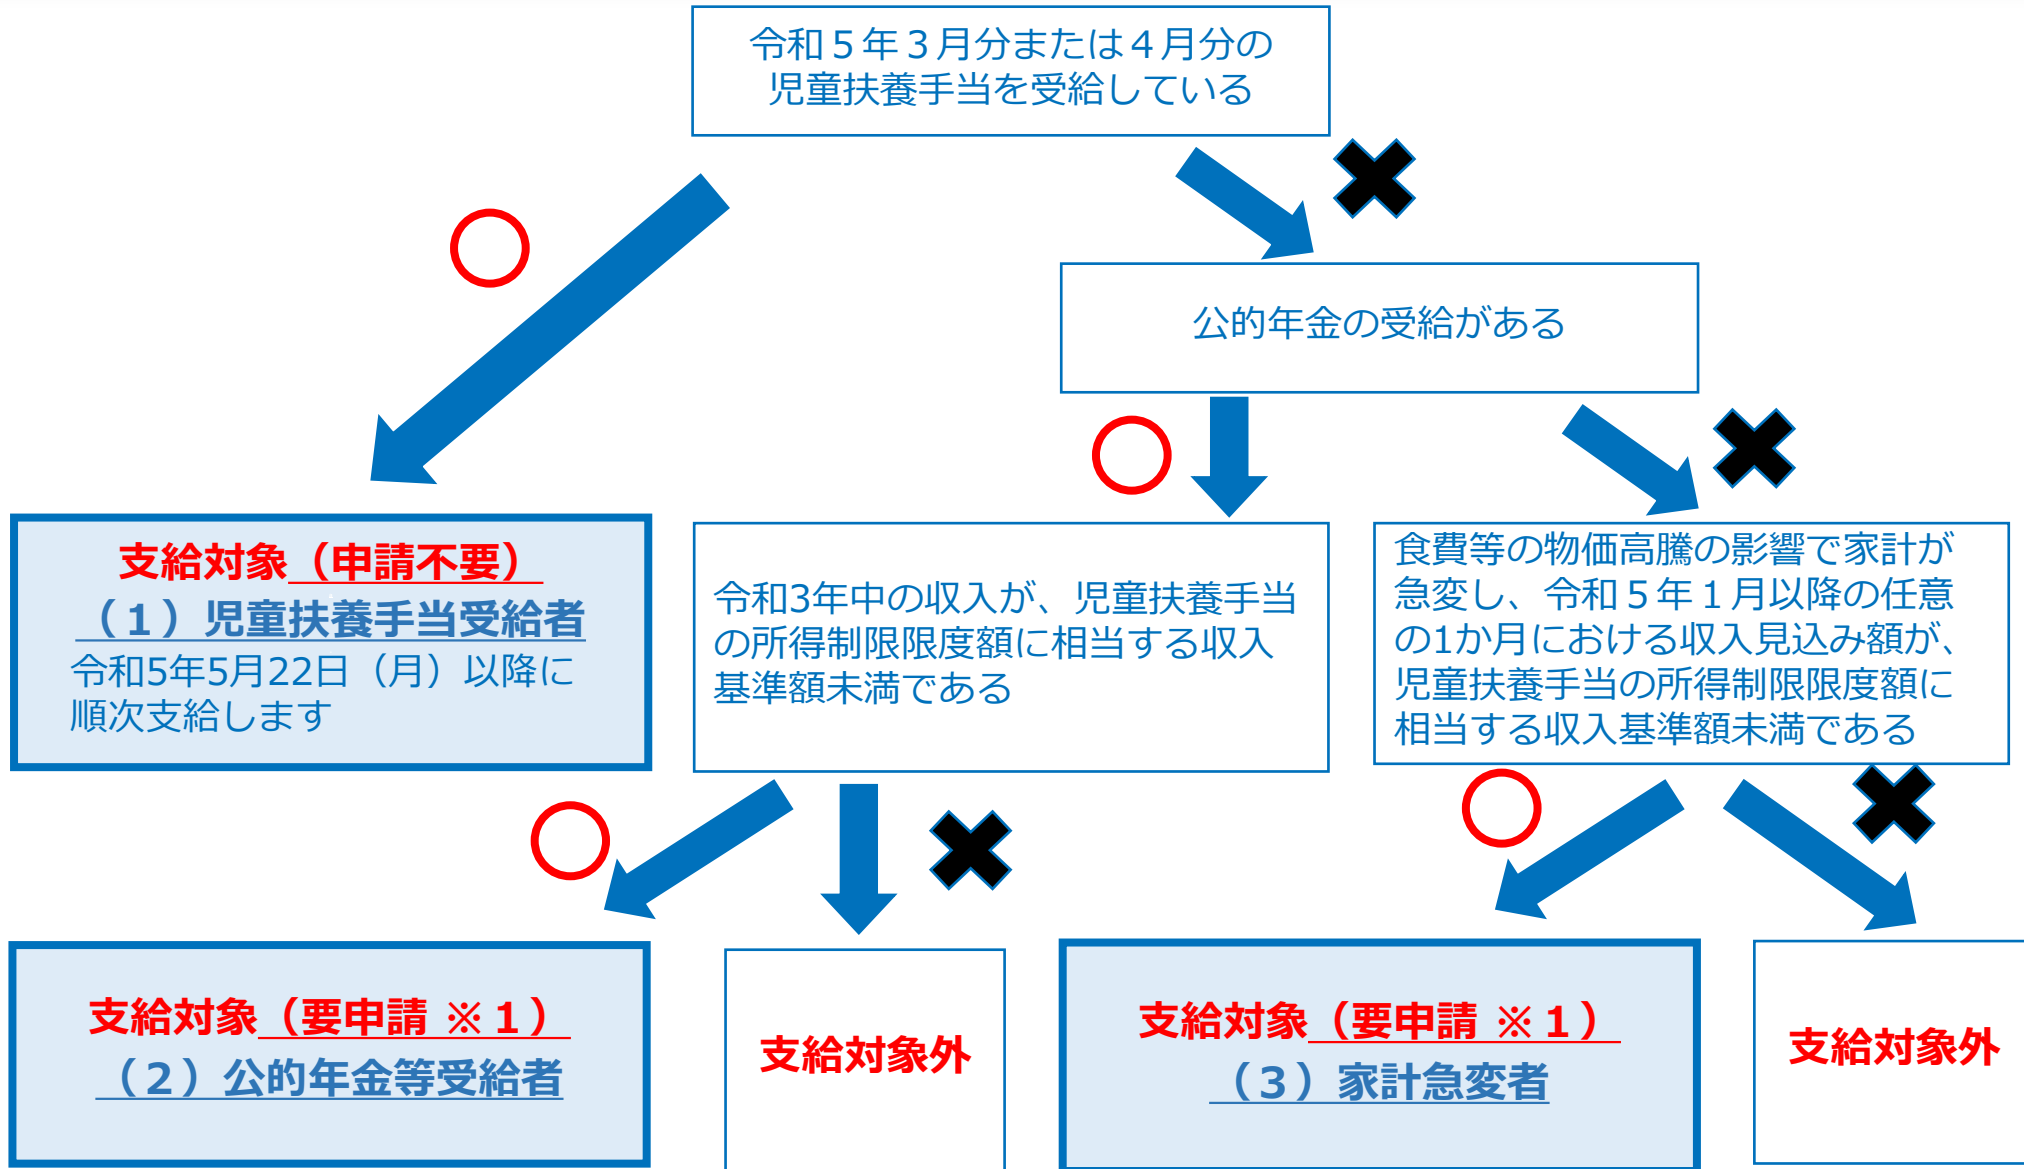 令和５年３月分または４月分の
児童扶養手当を受給している
公的年金の受給がある
支給対象（申請不要）
（１）児童扶養手当受給者
令和5年5月22日（月）以降に
順次支給します
令和3年中の収入が、児童扶養手当
の所得制限限度額に相当する収入
基準額未満である
食費等の物価高騰の影響で家計が
急変し、令和５年１月以降の任意
の1か月における収入見込み額が、
児童扶養手当の所得制限限度額に
相当する収入基準額未満である
支給対象（要申請 ※１）
（２）公的年金等受給者
支給対象外
支給対象（要申請 ※１）
（３）家計急変者
支給対象外